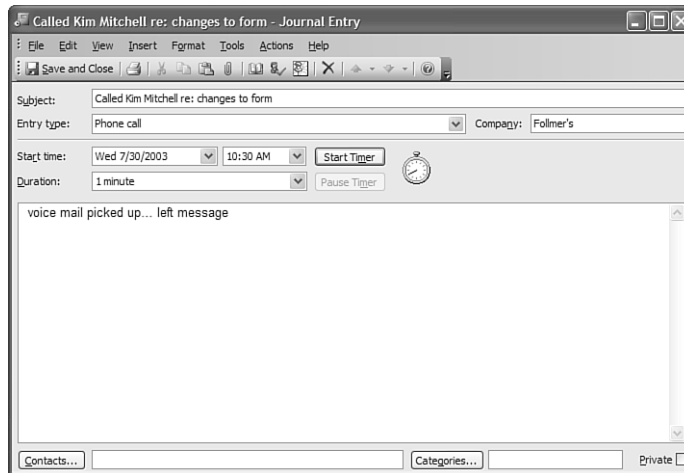 Called Kim Mitchell re: changes to form - Journal Entry
File Edit View Insert Format Tools Actions Help
Save and Close
Subject: Called Kim Mitchell re: changes to form
Entry type: Phone call Company: Follmer's
Start time: Wed 7/30/2003 10:30 AM Start Timer
Duration: 1 minute Pause Timer
voice mail picked up... left message
Contacts... Categories... Private